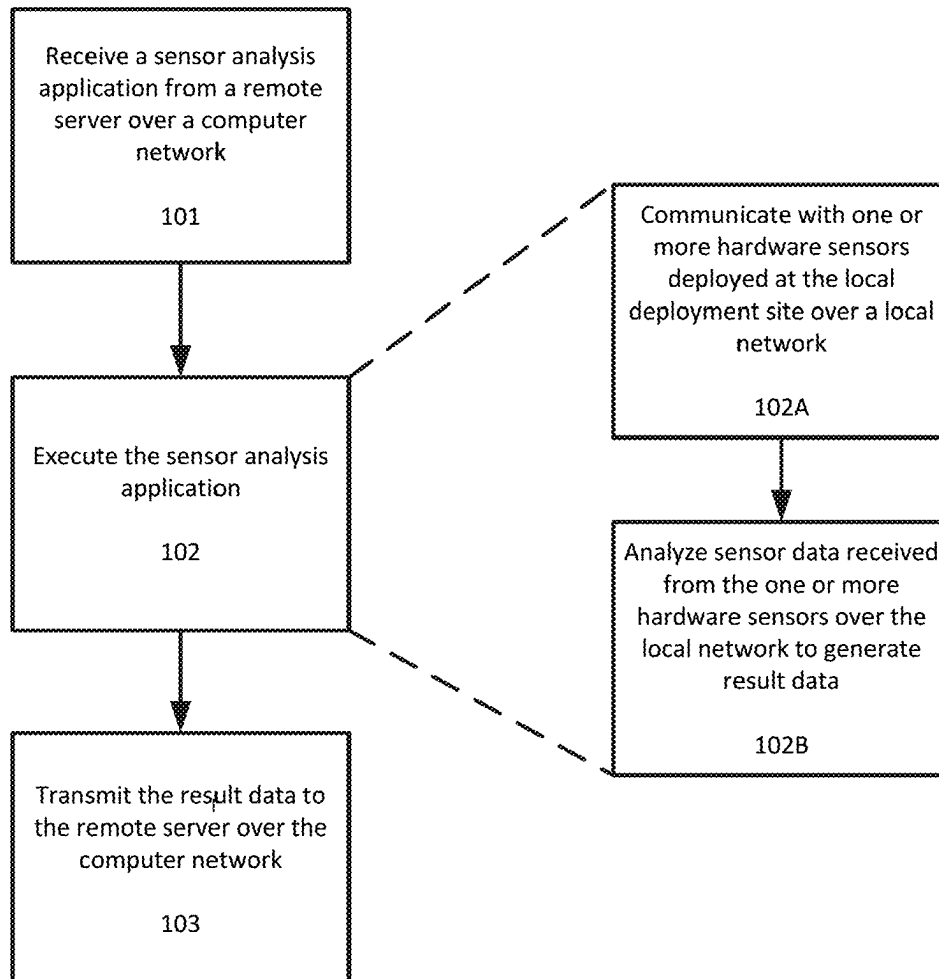 Receive a sensor analysis
application from a remote
server over a computer
network
101
Execute the sensor analysis
application
102
Transmit the result data to
the remote server over the
computer network
103
Communicate with one or
more hardware sensors
deployed at the local
deployment site over a local
network
102A
Analyze sensor data received
from the one or more
hardware sensors over the
local network to generate
result data
102B